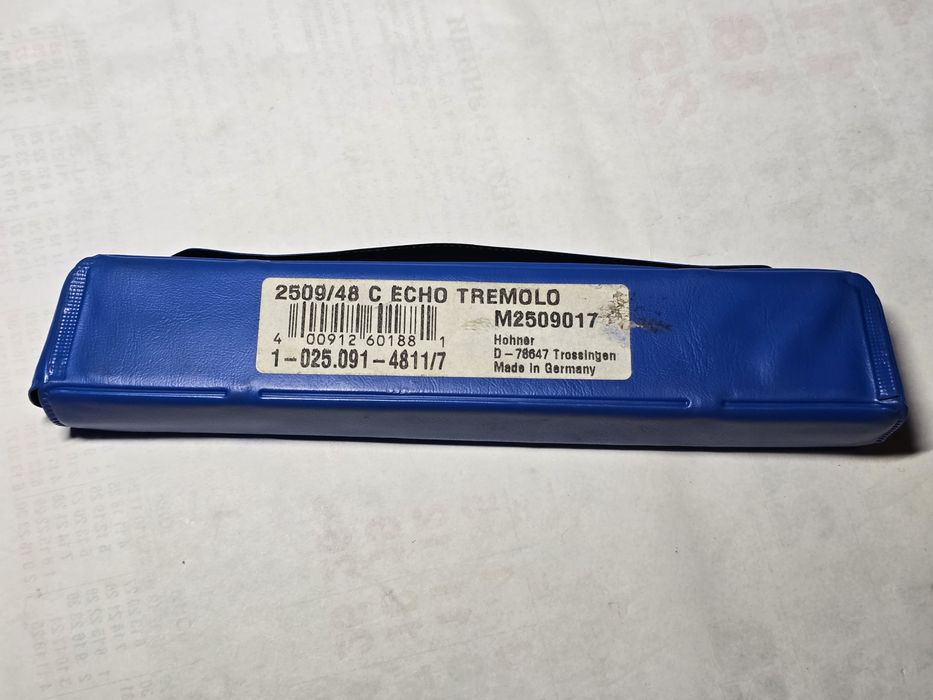 2509/48 C ECHO TREMOLO
M2509017
4 00912 60188 1
1-025.091-4811/7
Hohner
D-78647 Trossingen
Made in Germany